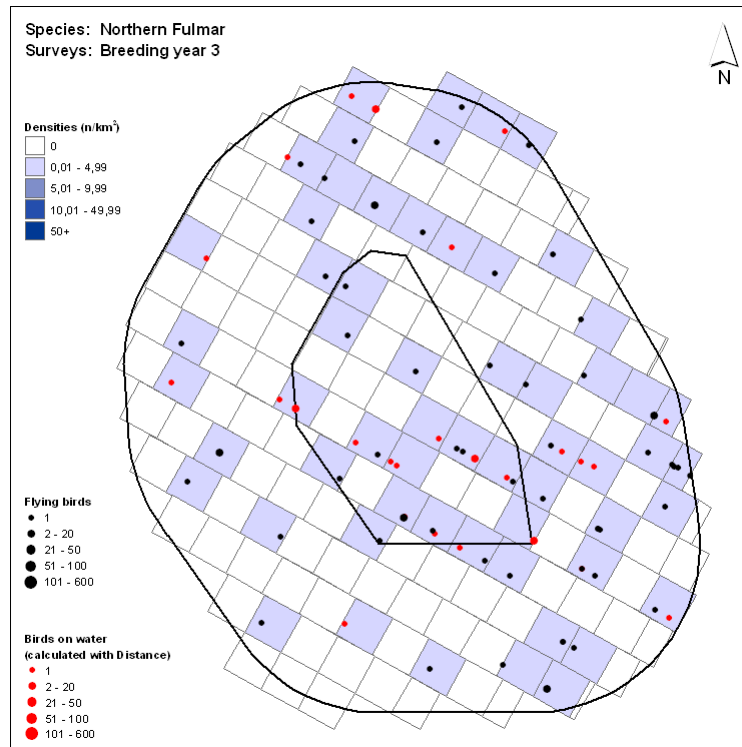 Species: Northern Fulmar
Surveys: Breeding year 3
N
Densities (n/km²)
0
0,01 - 4,99
5,01 - 9,99
10,01 - 49,99
50+
Flying birds
1
2 - 20
21 - 50
51 - 100
101 - 600
Birds on water
(calculated with Distance)
1
2 - 20
21 - 50
51 - 100
101 - 600